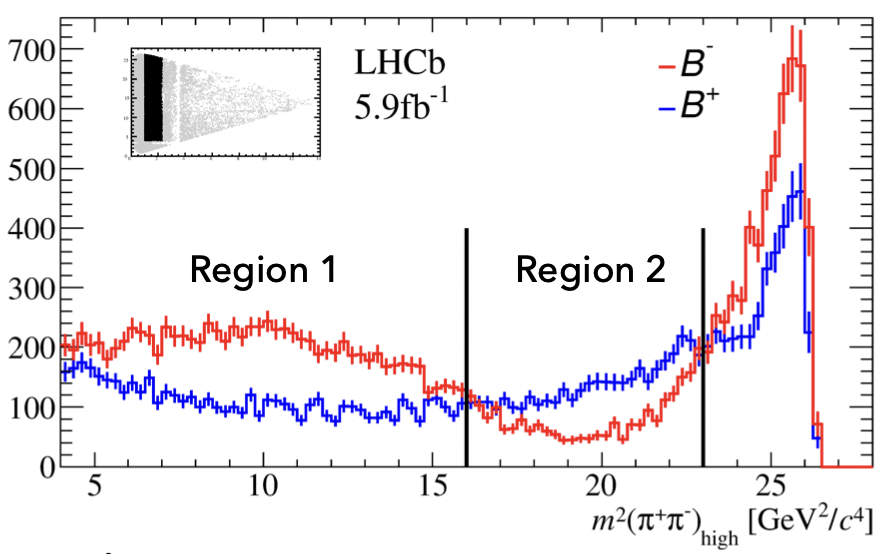 700
600
500
400
300
200
100
0
LHCb
5.9fb⁻¹
B⁻
B⁺
Region 1
Region 2
5 10 15 20 25
m²(π⁺π⁻)high [GeV²/c⁴]